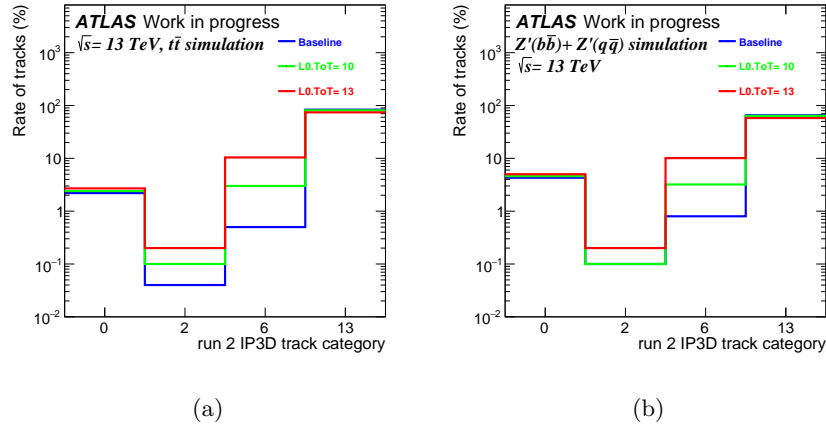 Rate of tracks (%)
ATLAS Work in progress
√s= 13 TeV, tt̄ simulation
Baseline
L0.ToT= 10
L0.ToT= 13
10³
10²
10
1
10⁻¹
10⁻²
0 2 6 13
run 2 IP3D track category
(a)
Rate of tracks (%)
ATLAS Work in progress
Z'(bb̄)+ Z'(qq̄) simulation
√s= 13 TeV
Baseline
L0.ToT= 10
L0.ToT= 13
10³
10²
10
1
10⁻¹
10⁻²
0 2 6 13
run 2 IP3D track category
(b)